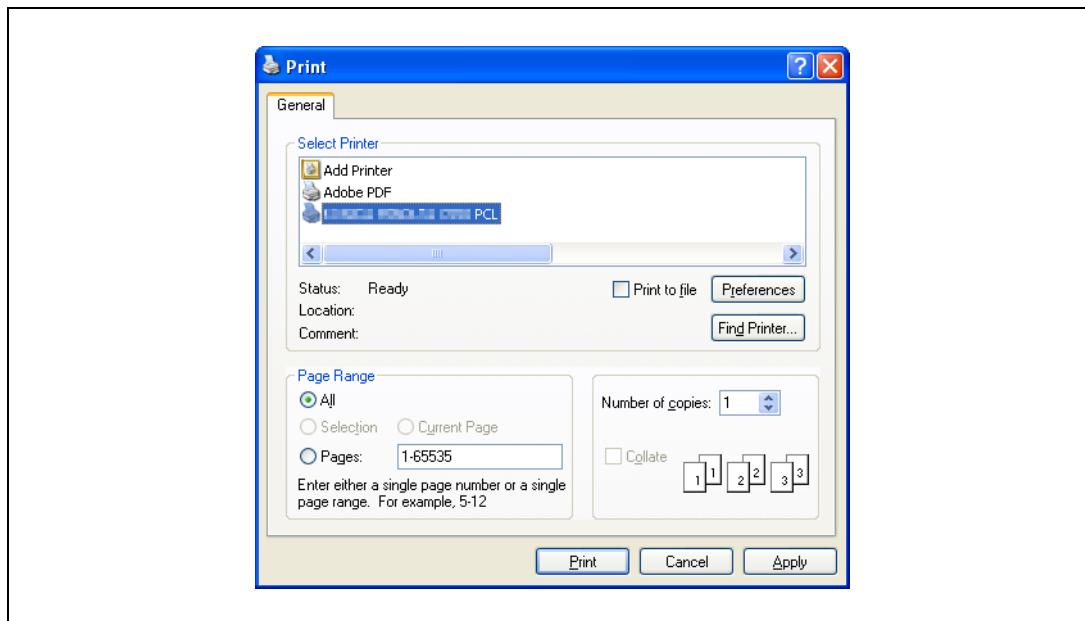 Print
General
Select Printer
Add Printer
Adobe PDF
PCL
Status: Ready
Print to file
Preferences
Location:
Comment:
Find Printer...
Page Range
All
Selection
Current Page
Pages: 1-65535
Enter either a single page number or a single
page range. For example, 5-12
Number of copies: 1
Collate
1 1 2 2 3 3
Print
Cancel
Apply